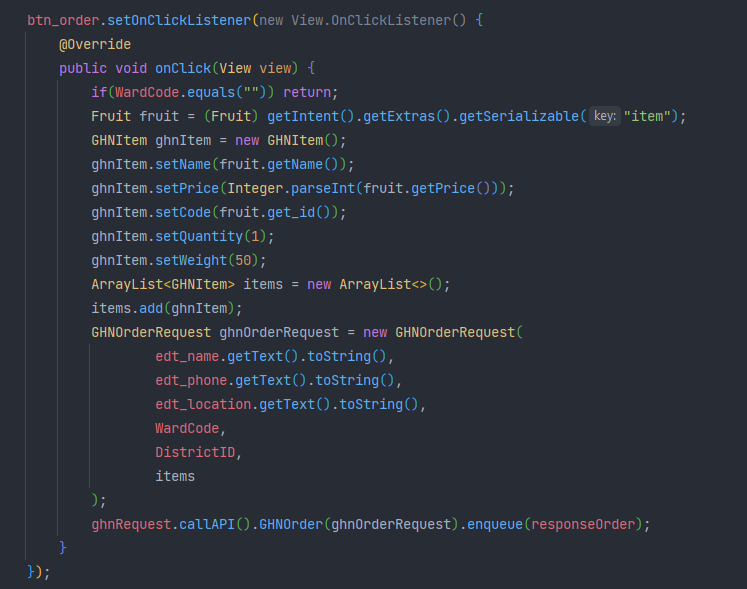 btn_order.setOnClickListener(new View.OnClickListener() {
@Override
public void onClick(View view) {
if(WardCode.equals("")) return;
Fruit fruit = (Fruit) getIntent().getExtras().getSerializable( key: "item");
GHNItem ghnItem = new GHNItem();
ghnItem.setName(fruit.getName());
ghnItem.setPrice(Integer.parseInt(fruit.getPrice()));
ghnItem.setCode(fruit.get_id());
ghnItem.setQuantity(1);
ghnItem.setWeight(50);
ArrayList<GHNItem> items = new ArrayList<>();
items.add(ghnItem);
GHNOrderRequest ghnOrderRequest = new GHNOrderRequest(
edt_name.getText().toString(),
edt_phone.getText().toString(),
edt_location.getText().toString(),
WardCode,
DistrictID,
items
);
ghnRequest.callAPI().GHNOrder(ghnOrderRequest).enqueue(responseOrder);
}
});